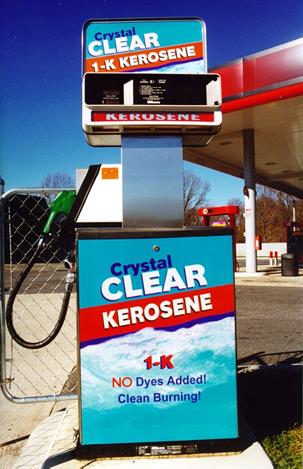 Crystal
CLEAR
1-K KEROSENE
KEROSENE
Crystal
CLEAR
KEROSENE
1-K
NO Dyes Added!
Clean Burning!